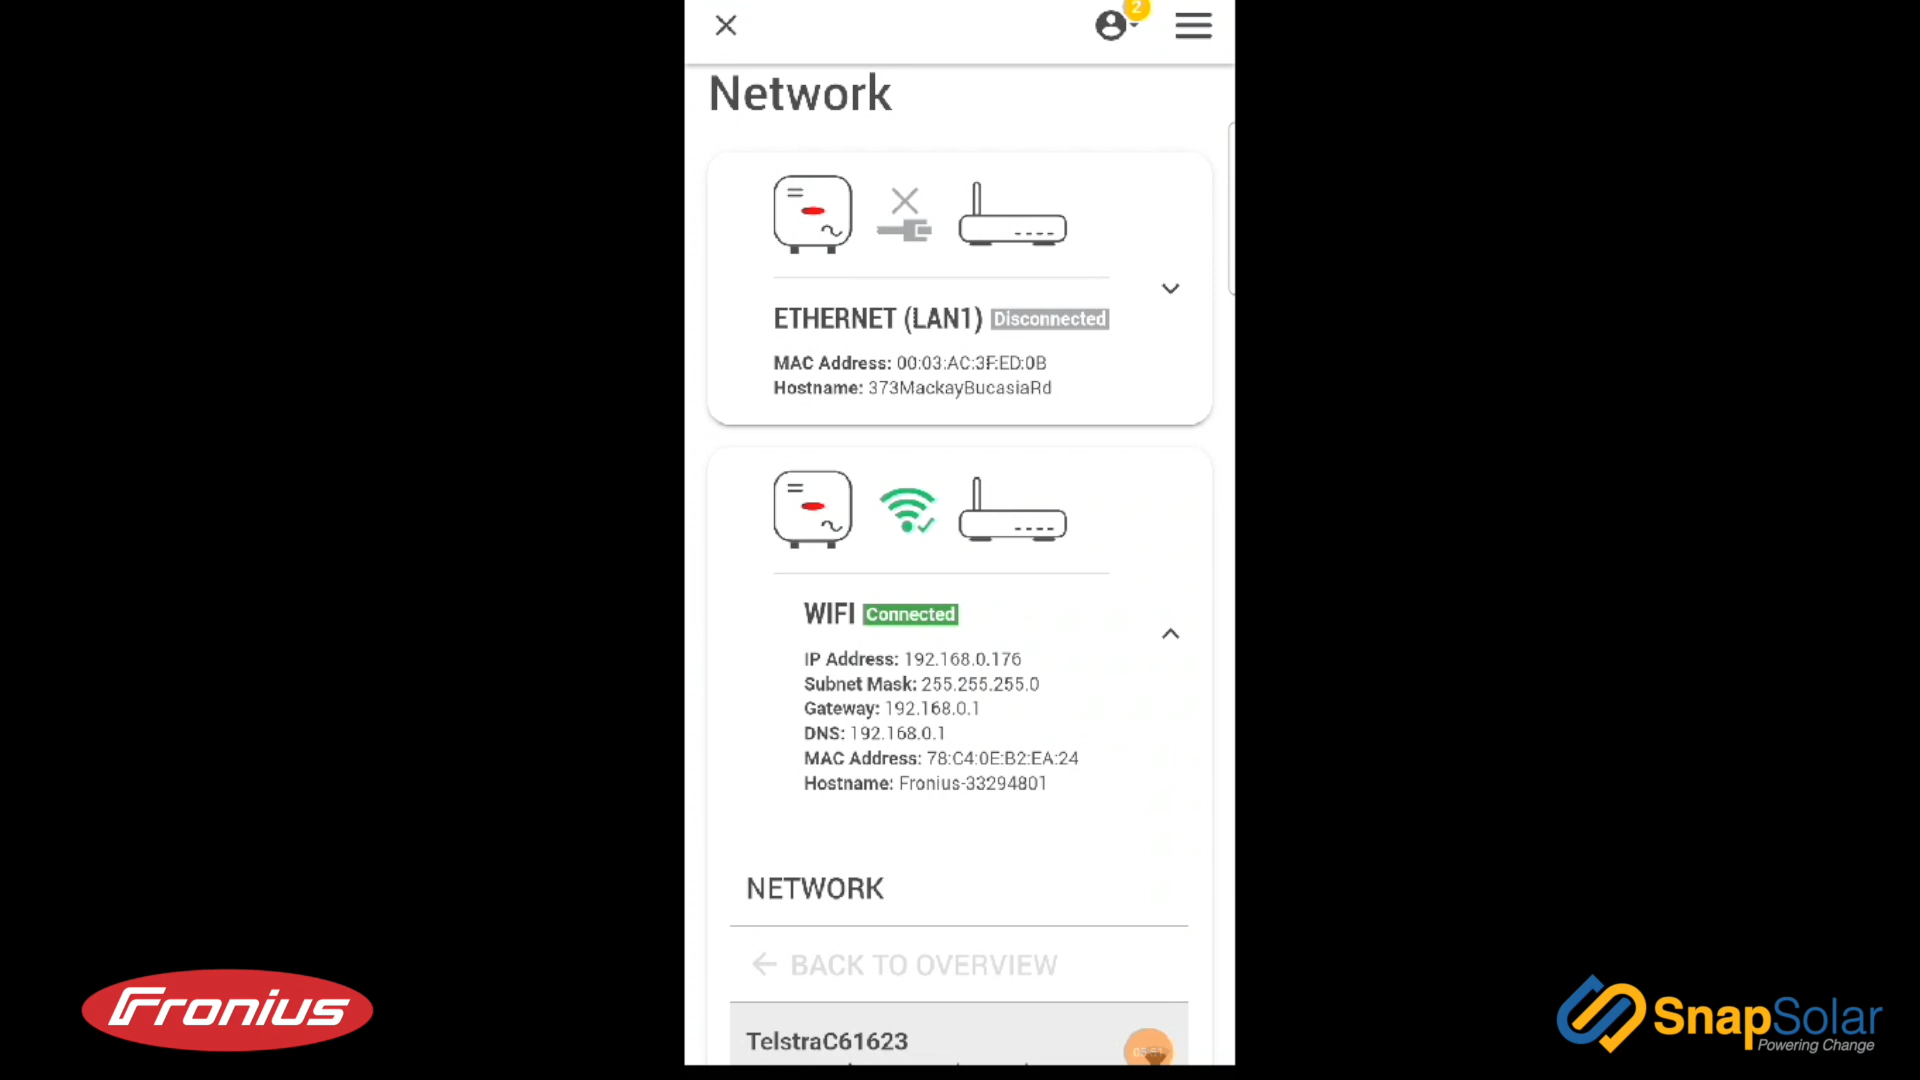 2
Network
ETHERNET (LAN1) Disconnected
MAC Address: 00:03:AC:3F:ED:0B
Hostname: 373MackayBucasiaRd
WIFI Connected
IP Address: 192.168.0.176
Subnet Mask: 255.255.255.0
Gateway: 192.168.0.1
DNS: 192.168.0.1
MAC Address: 78:C4:0E:B2:EA:24
Hostname: Fronius-33294801
NETWORK
BACK TO OVERVIEW
TelstraC61623
Fronius
SnapSolar
Powering Change